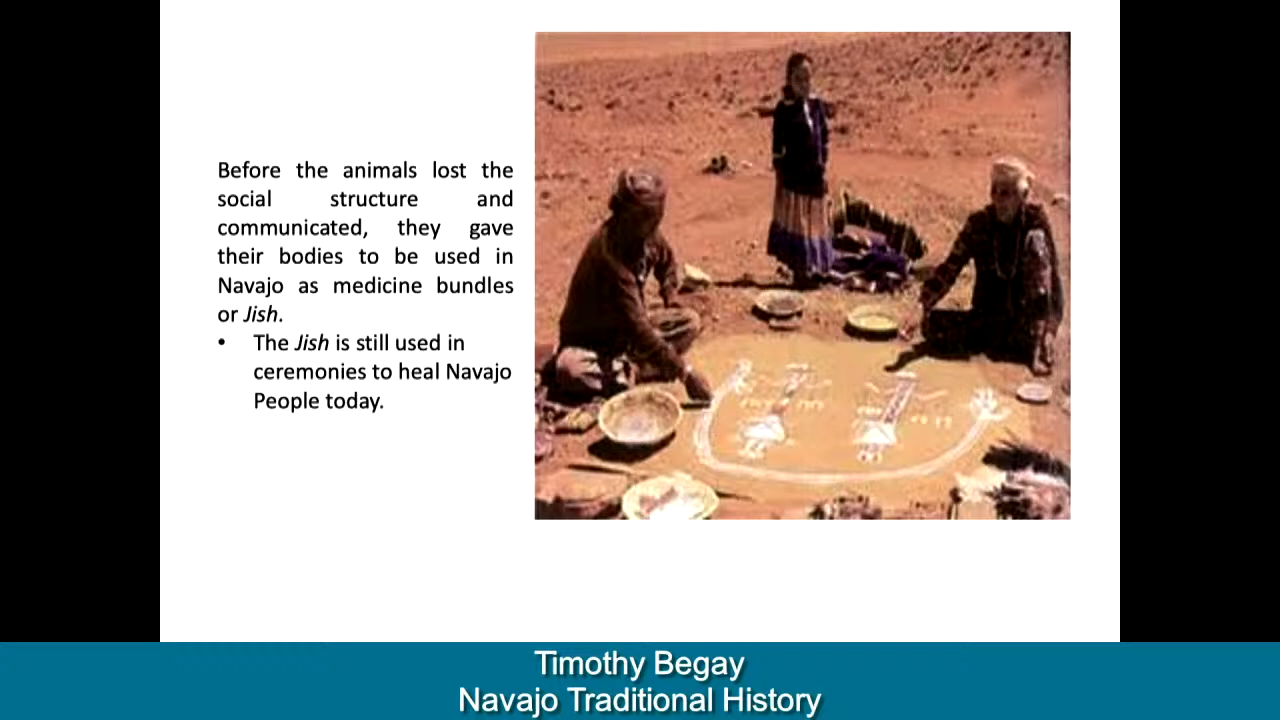 Before the animals lost the
social structure and
communicated, they gave
their bodies to be used in
Navajo as medicine bundles
or Jish.
• The Jish is still used in
ceremonies to heal Navajo
People today.
Timothy Begay
Navajo Traditional History